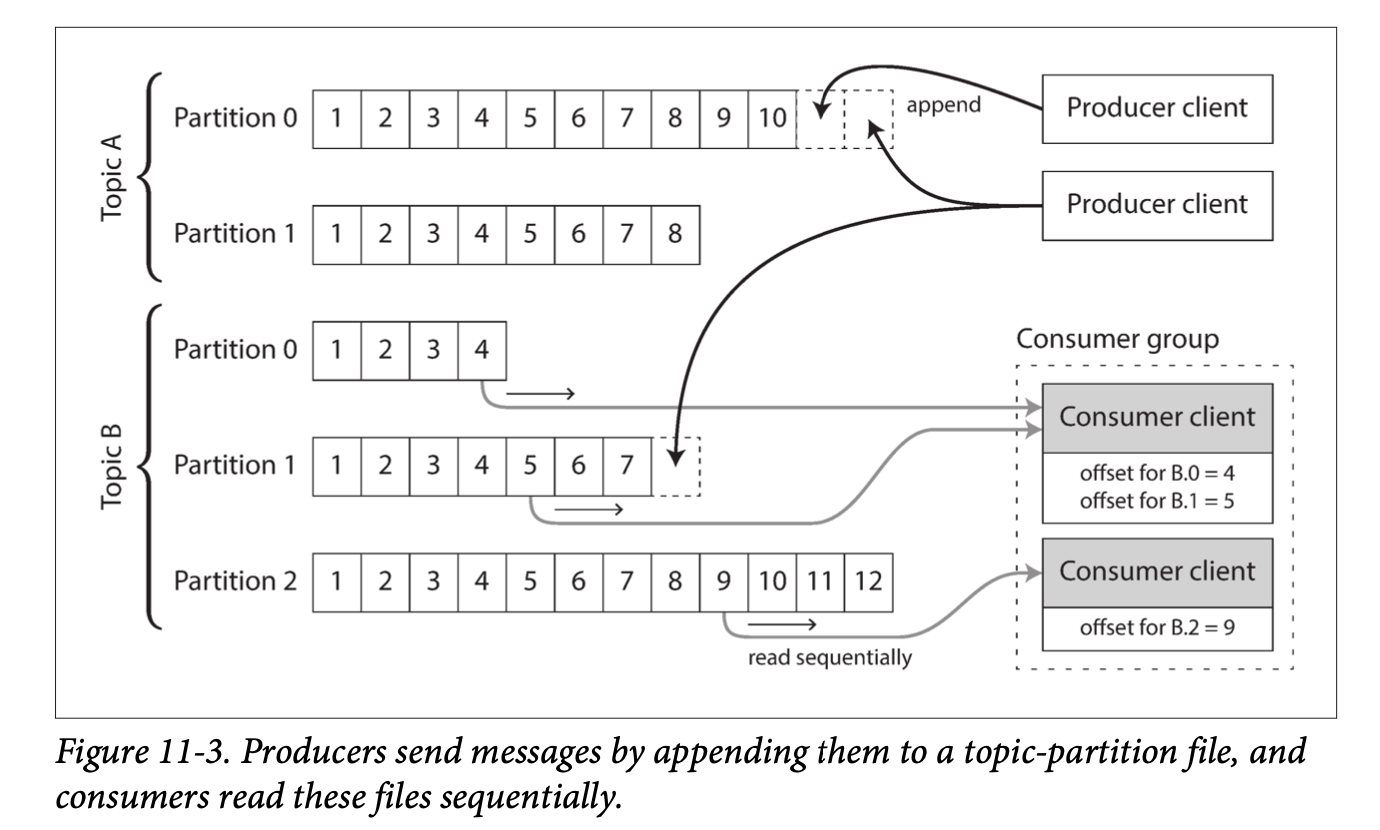 Topic A
Partition 0 1 2 3 4 5 6 7 8 9 10
append
Producer client
Producer client
Partition 1 1 2 3 4 5 6 7 8
Topic B
Partition 0 1 2 3 4
Partition 1 1 2 3 4 5 6 7
Partition 2 1 2 3 4 5 6 7 8 9 10 11 12
read sequentially
Consumer group
Consumer client
offset for B.0 = 4
offset for B.1 = 5
Consumer client
offset for B.2 = 9
Figure 11-3. Producers send messages by appending them to a topic-partition file, and
consumers read these files sequentially.